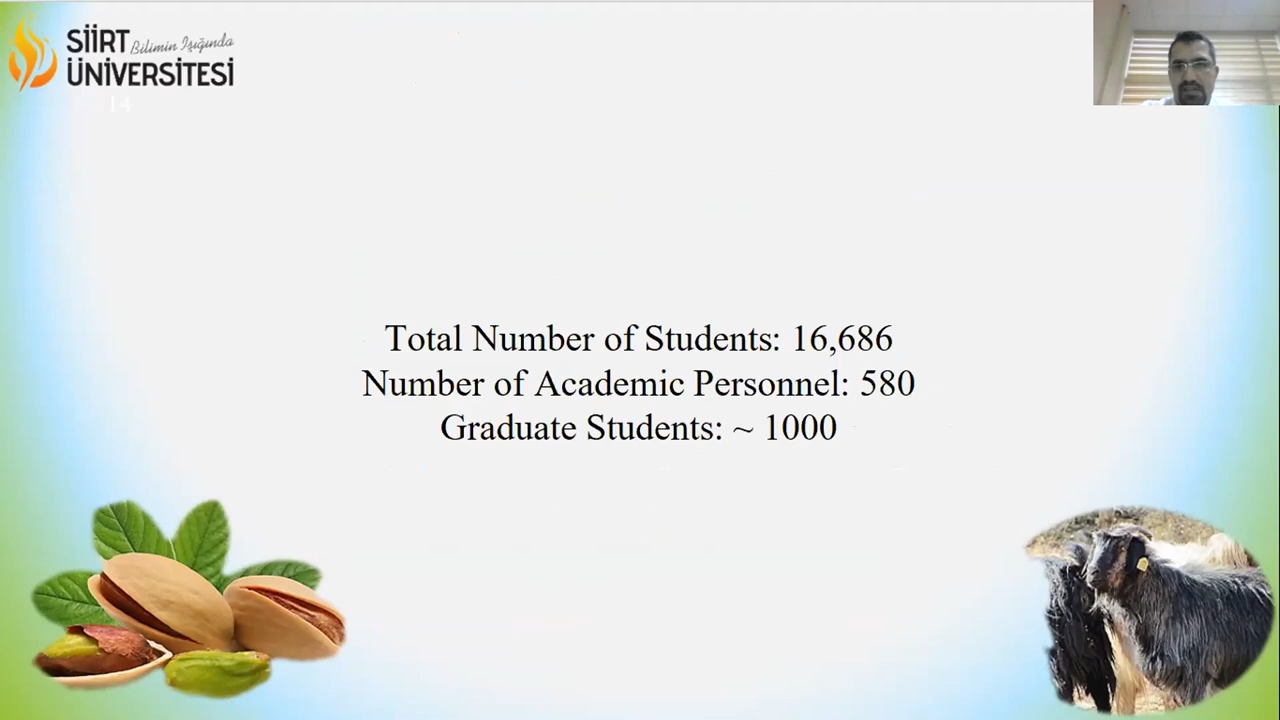 SİİRT Bilimin Işığında
ÜNİVERSİTESİ
14
Total Number of Students: 16,686
Number of Academic Personnel: 580
Graduate Students: ~ 1000